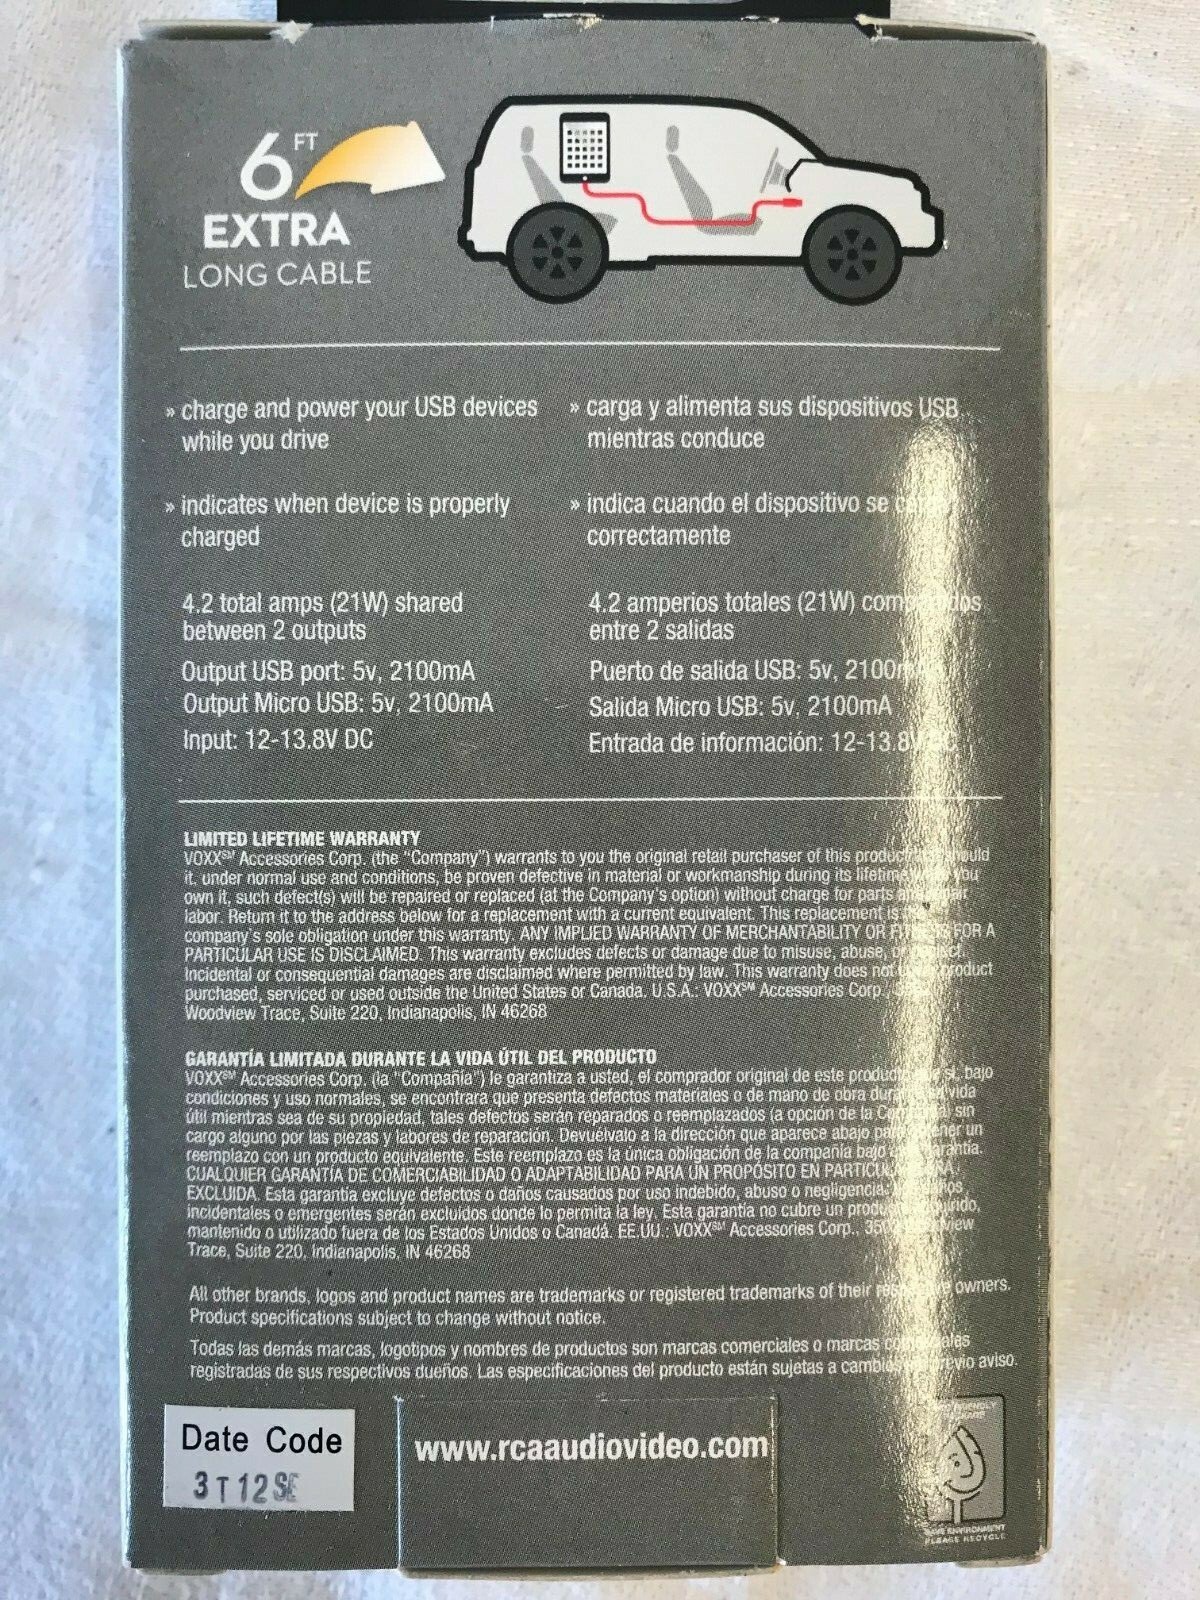 6 FT
EXTRA
LONG CABLE
» charge and power your USB devices
while you drive
» indicates when device is properly
charged
4.2 total amps (21W) shared
between 2 outputs
Output USB port: 5v, 2100mA
Output Micro USB: 5v, 2100mA
Input: 12-13.8V DC
» carga y alimenta sus dispositivos USB
mientras conduce
» indica cuando el dispositivo se
correctamente
4.2 amperios totales (21W)
entre 2 salidas
Puerto de salida USB: 5v,
Salida Micro USB: 5v, 2100mA
Entrada de información:
LIMITED LIFETIME WARRANTY
VOXX℠ Accessories Corp. (the "Company") warrants to you the original retail purchaser of this
it, under normal use and conditions, be proven defective in material or workmanship during its lifetime you
own it, such defect(s) will be repaired or replaced (at the Company's option) without charge for parts
labor. Return it to the address below for a replacement with a current equivalent. This replacement is
company's sole obligation under this warranty. ANY IMPLIED WARRANTY OF MERCHANTABILITY OR FOR A
PARTICULAR USE IS DISCLAIMED. This warranty excludes defects or damage due to misuse, abuse,
Incidental or consequential damages are disclaimed where permitted by law. This warranty does not product
purchased, serviced or used outside the United States or Canada. U.S.A.: VOXX℠ Accessories Corp.,
Woodview Trace, Suite 220, Indianapolis, IN 46268
GARANTÍA LIMITADA DURANTE LA VIDA ÚTIL DEL PRODUCTO
VOXX℠ Accessories Corp. (la "Compañia") le garantiza a usted, el comprador original de este si, bajo
condiciones y uso normales, se encontrara que presenta defectos materiales o de mano de obra vida
útil mientras sea de su propiedad, tales defectos serán reparados o reemplazados (a opción de la sin
cargo alguno por las piezas y labores de reparación. Devuélvalo a la dirección que aparece abajo un
reemplazo con un producto equivalente. Este reemplazo es la única obligación de la compañía bajo
CUALQUIER GARANTÍA DE COMERCIABILIDAD O ADAPTABILIDAD PARA UN PROPÓSITO EN
EXCLUIDA. Esta garantía excluye defectos o daños causados por uso indebido, abuso o negligencia.
incidentales o emergentes serán excluidos donde lo permita la ley. Esta garantía no cubre un
mantenido o utilizado fuera de los Estados Unidos o Canadá. EE.UU.: VOXX℠ Accessories Corp.,
Trace, Suite 220, Indianapolis, IN 46268
All other brands, logos and product names are trademarks or registered trademarks of their owners.
Product specifications subject to change without notice.
Todas las demás marcas, logotipos y nombres de productos son marcas comerciales o marcas
registradas de sus respectivos dueños. Las especificaciones del producto están sujetas a previo aviso.
Date Code
3T12SE
www.rcaaudiovideo.com
SAVE ENVIRONMENT
PLEASE RECYCLE